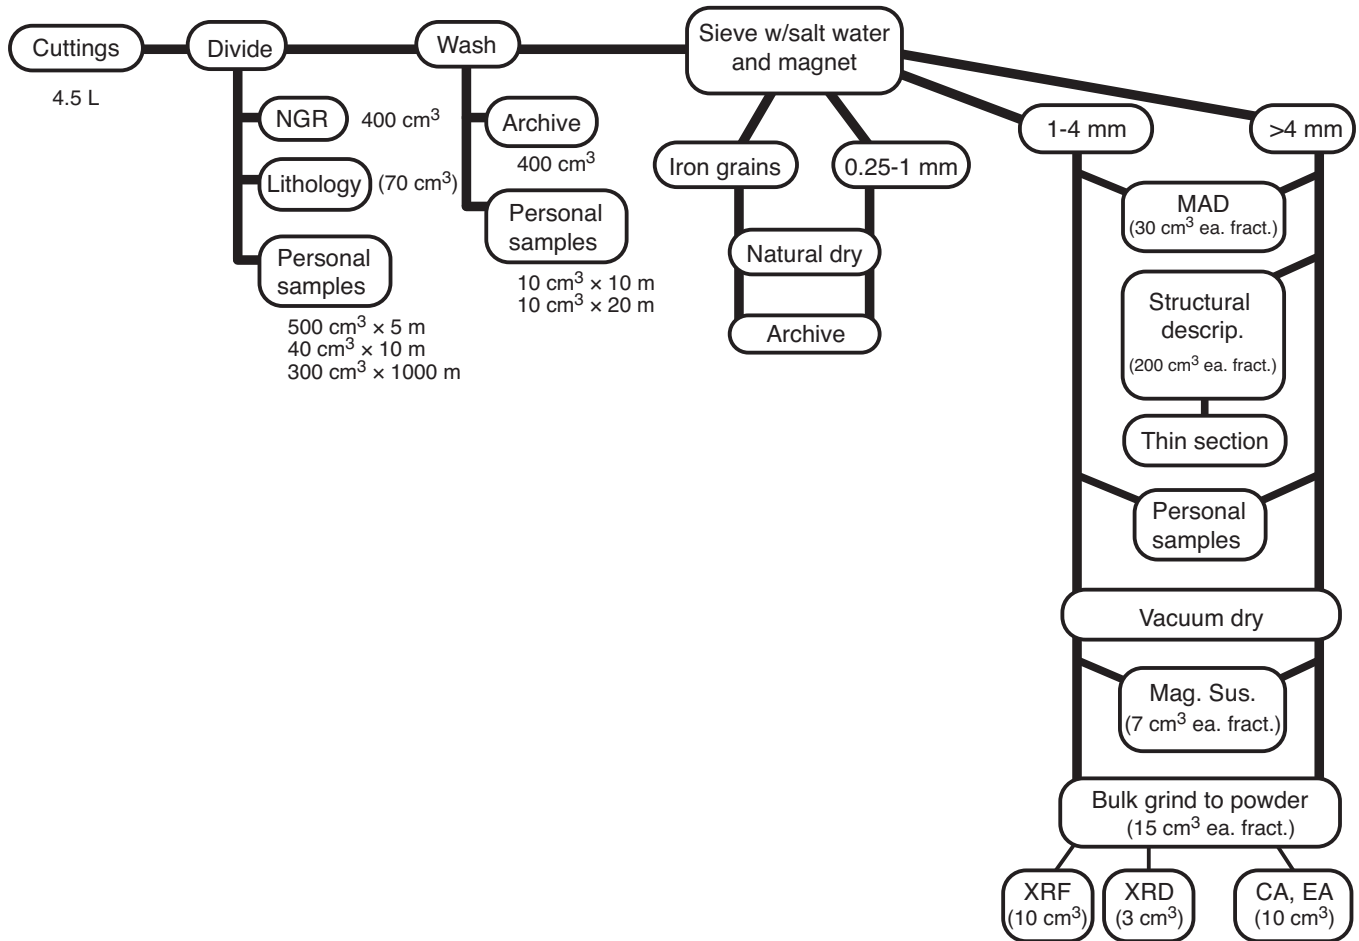 Cuttings
4.5 L
Divide
NGR
400 cm³
Lithology
(70 cm³)
Personal
samples
500 cm³ × 5 m
40 cm³ × 10 m
300 cm³ × 1000 m
Wash
Archive
400 cm³
Personal
samples
10 cm³ × 10 m
10 cm³ × 20 m
Sieve w/salt water
and magnet
Iron grains
0.25-1 mm
Natural dry
Archive
1-4 mm
>4 mm
MAD
(30 cm³ ea. fract.)
Structural
descrip.
(200 cm³ ea. fract.)
Thin section
Personal
samples
Vacuum dry
Mag. Sus.
(7 cm³ ea. fract.)
Bulk grind to powder
(15 cm³ ea. fract.)
XRF
(10 cm³)
XRD
(3 cm³)
CA, EA
(10 cm³)